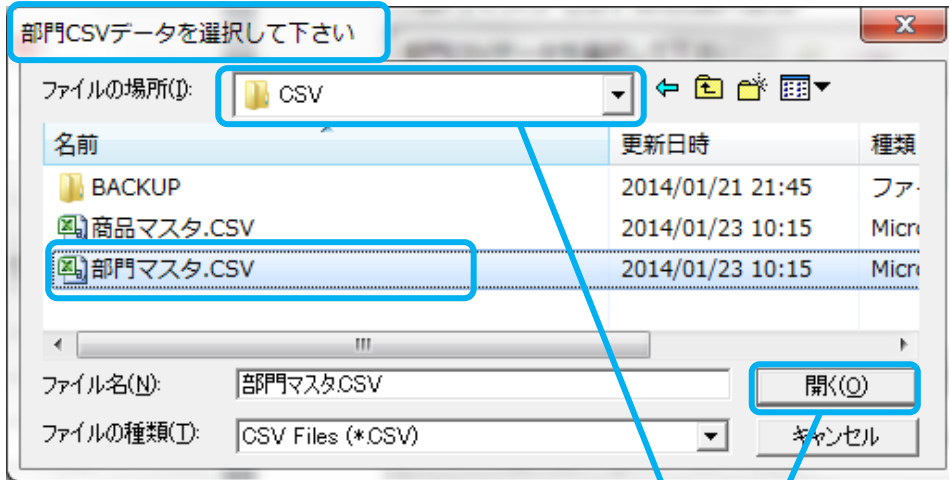 部門CSVデータを選択して下さい
ファイルの場所(I):
CSV
名前 更新日時 種類
BACKUP 2014/01/21 21:45 ファ
商品マスタ.CSV 2014/01/23 10:15 Micr
部門マスタ.CSV 2014/01/23 10:15 Micr
ファイル名(N): 部門マスタ.CSV 開く(O)
ファイルの種類(T): CSV Files (*.CSV) キャンセル